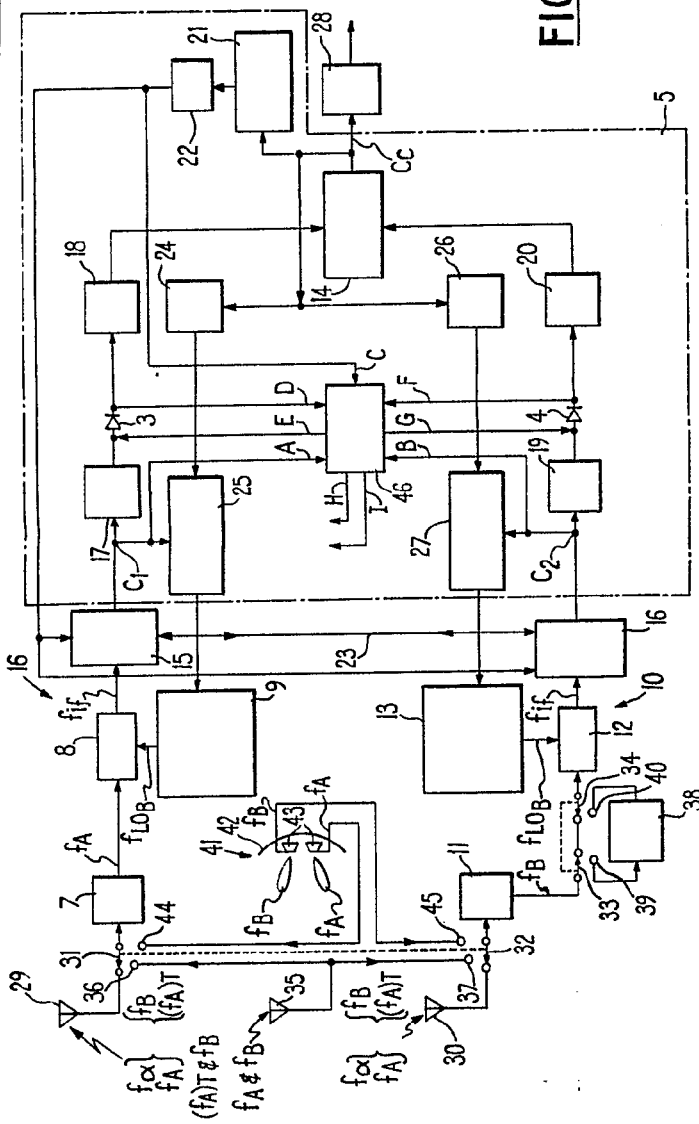 FIG
21
28
22
18
24
CC
5
14
26
20
3
D
C
E
A
F
G
4
17
C1
25
H
I
46
B
19
27
C2
16
15
23
16
8
fif
9
13
fif
10
12
fA
fLOB
fLOB
41
42
fB
43
fA
fB
fA
34
40
38
7
11
fB
33
39
31
44
45
32
29
36
fB
(fA)T
35
fB
(fA)T
37
30
fα
fA
(fA)T & fB
fA & fB
fα
fA